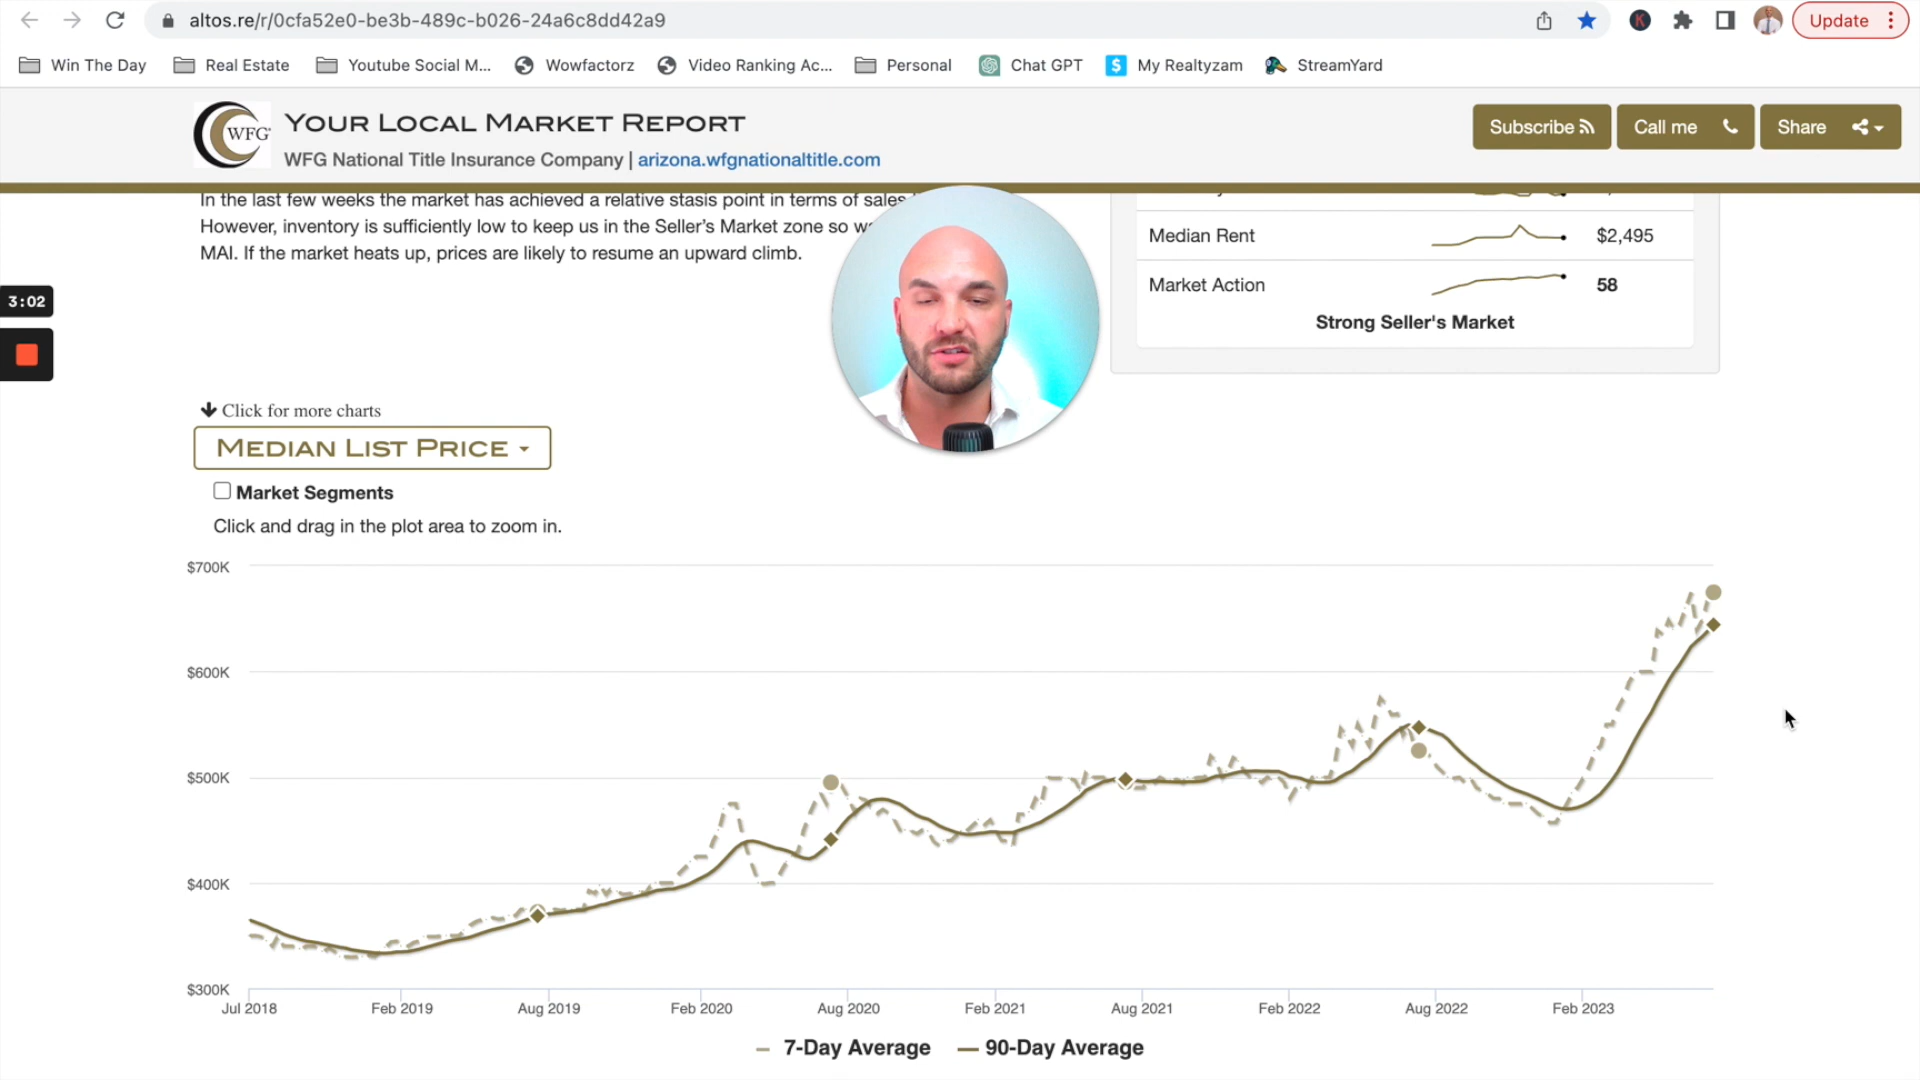 altos.re/r/0cfa52e0-be3b-489c-b026-24a6c8dd42a9
Update
Win The Day
Real Estate
Youtube Social M...
Wowfactorz
Video Ranking Ac...
Personal
Chat GPT
My Realtyzam
StreamYard
WFG
YOUR LOCAL MARKET REPORT
WFG National Title Insurance Company | arizona.wfgnationaltitle.com
Subscribe
Call me
Share
In the last few weeks the market has achieved a relative stasis point in terms of sales
However, inventory is sufficiently low to keep us in the Seller's Market zone so
MAI. If the market heats up, prices are likely to resume an upward climb.
Median Rent $2,495
Market Action 58
Strong Seller's Market
3:02
Click for more charts
MEDIAN LIST PRICE
Market Segments
Click and drag in the plot area to zoom in.
$700K
$600K
$500K
$400K
$300K
Jul 2018 Feb 2019 Aug 2019 Feb 2020 Aug 2020 Feb 2021 Aug 2021 Feb 2022 Aug 2022 Feb 2023
7-Day Average 90-Day Average